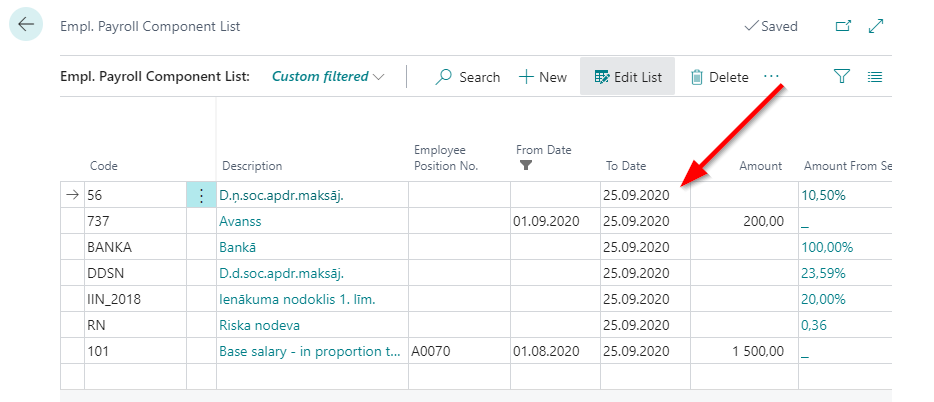 Empl. Payroll Component List
Saved
Empl. Payroll Component List: Custom filtered Search New Edit List Delete ...
Code Description Employee Position No. From Date To Date Amount Amount From Se
56 D.ņ.soc.apdr.maksāj. 25.09.2020 10,50%
737 Avanss 01.09.2020 25.09.2020 200,00 _
BANKA Bankā 25.09.2020 100,00%
DDSN D.d.soc.apdr.maksāj. 25.09.2020 23,59%
IIN_2018 Ienākuma nodoklis 1. līm. 25.09.2020 20,00%
RN Riska nodeva 25.09.2020 0,36
101 Base salary - in proportion t... A0070 01.08.2020 25.09.2020 1 500,00 _